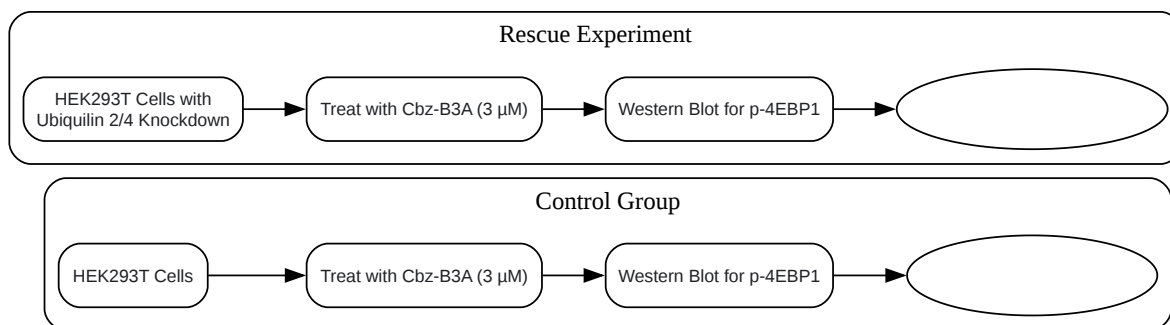 Rescue Experiment
HEK293T Cells with
Ubiquilin 2/4 Knockdown
Treat with Cbz-B3A (3 µM)
Western Blot for p-4EBP1
Control Group
HEK293T Cells
Treat with Cbz-B3A (3 µM)
Western Blot for p-4EBP1